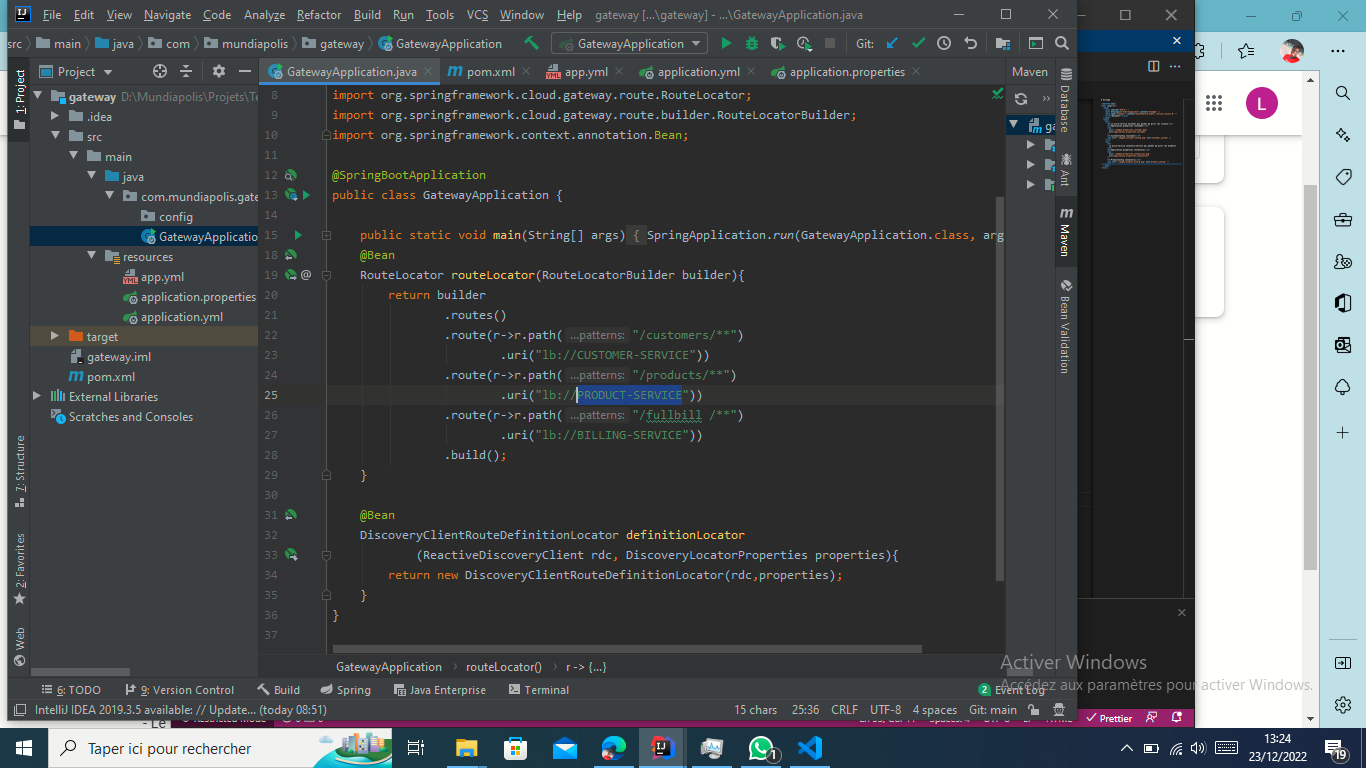 File Edit View Navigate Code Analyze Refactor Build Run Tools VCS Window Help gateway [...\gateway] - ...\GatewayApplication.java
src main java com mundiapolis gateway GatewayApplication GatewayApplication Git:
Project GatewayApplication.java pom.xml app.yml application.yml application.properties Maven
1: Project
gateway D:\Mundiapolis\Projets\T
.idea
src
main
java
com.mundiapolis.gate
config
GatewayApplicatio
resources
app.yml
application.properties
application.yml
target
gateway.iml
pom.xml
External Libraries
Scratches and Consoles
7: Structure
2: Favorites
Web
8 import org.springframework.cloud.gateway.route.RouteLocator;
9 import org.springframework.cloud.gateway.route.builder.RouteLocatorBuilder;
10 import org.springframework.context.annotation.Bean;
11
12 @SpringBootApplication
13 public class GatewayApplication {
14
15 public static void main(String[] args) { SpringApplication.run(GatewayApplication.class, arg
18 @Bean
19 @ RouteLocator routeLocator(RouteLocatorBuilder builder){
20 return builder
21 .routes()
22 .route(r->r.path( ...patterns: "/customers/**")
23 .uri("lb://CUSTOMER-SERVICE"))
24 .route(r->r.path( ...patterns: "/products/**")
25 .uri("lb://PRODUCT-SERVICE"))
26 .route(r->r.path( ...patterns: "/fullbill /**")
27 .uri("lb://BILLING-SERVICE"))
28 .build();
29 }
30
31 @Bean
32 DiscoveryClientRouteDefinitionLocator definitionLocator
33 (ReactiveDiscoveryClient rdc, DiscoveryLocatorProperties properties){
34 return new DiscoveryClientRouteDefinitionLocator(rdc,properties);
35 }
36 }
37
ga
Database
Ant
Maven
Bean Validation
L
GatewayApplication › routeLocator() › r -> {...}
6: TODO 9: Version Control Build Spring Java Enterprise Terminal 2 Event Log
IntelliJ IDEA 2019.3.5 available: // Update... (today 08:51) 15 chars 25:36 CRLF UTF-8 4 spaces Git: main
Activer Windows
Accédez aux paramètres pour activer Windows.
- Le
Prettier
Taper ici pour rechercher
1
13:24
23/12/2022
19